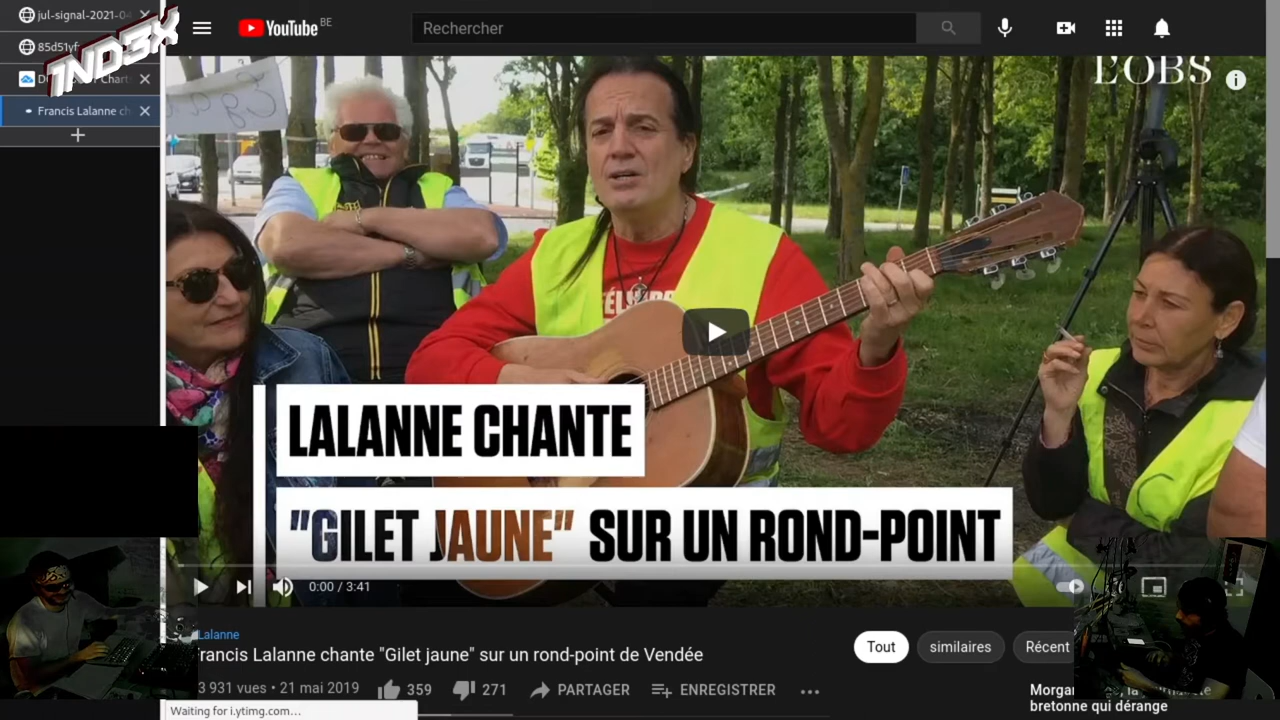 jul-signal-2021-04
1ND3X
85d51yf
Francis Lalanne ch
YouTube BE
Rechercher
L'OBS
LALANNE CHANTE
"GILET JAUNE" SUR UN ROND-POINT
0:00 / 3:41
Lalanne
Francis Lalanne chante "Gilet jaune" sur un rond-point de Vendée
3 931 vues • 21 mai 2019
359
271
PARTAGER
ENREGISTRER
Tout
similaires
Récent
bretonne qui dérange
Waiting for i.ytimg.com…